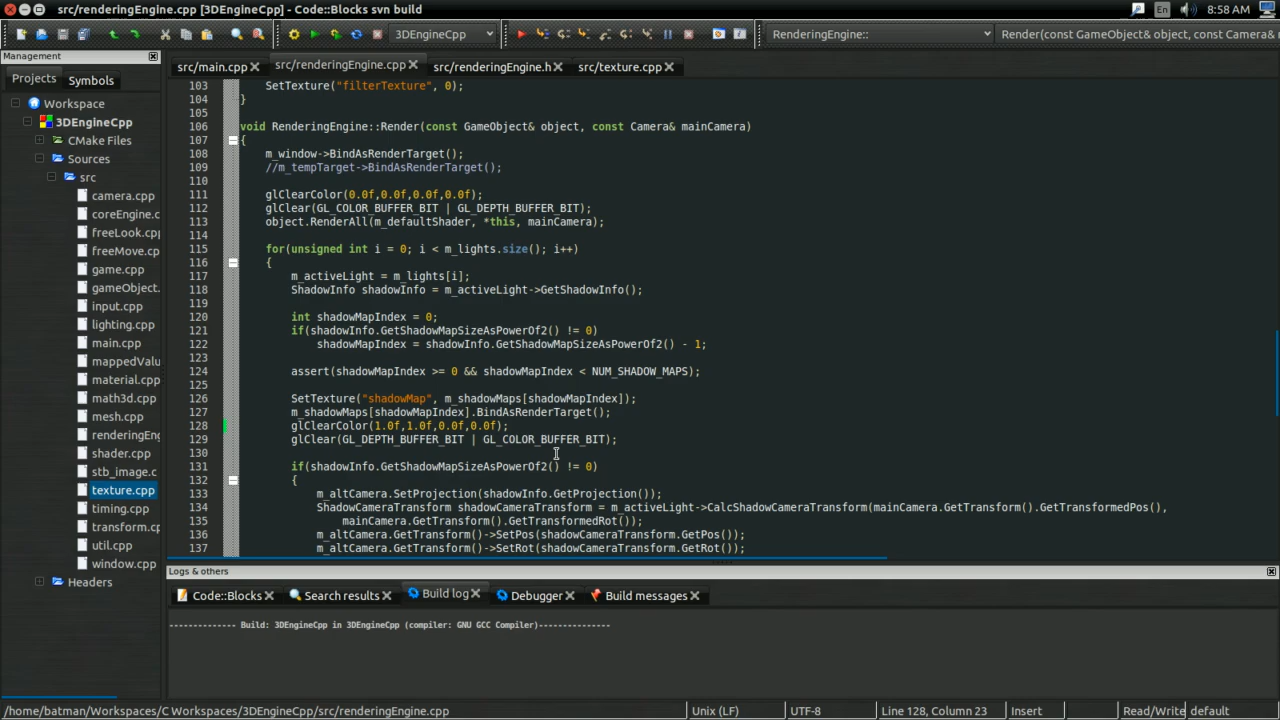 src/renderingEngine.cpp [3DEngineCpp] - Code::Blocks svn build
En
8:58 AM
3DEngineCpp
RenderingEngine::
Render(const GameObject& object, const Camera&
Management
Projects
Symbols
Workspace
3DEngineCpp
CMake Files
Sources
src
camera.cpp
coreEngine.c
freeLook.cpp
freeMove.cp
game.cpp
gameObject.
input.cpp
lighting.cpp
main.cpp
mappedValu
material.cpp
math3d.cpp
mesh.cpp
renderingEng
shader.cpp
stb_image.c
texture.cpp
timing.cpp
transform.cp
util.cpp
window.cpp
Headers
src/main.cpp
src/renderingEngine.cpp
src/renderingEngine.h
src/texture.cpp
103 SetTexture("filterTexture", 0);
104 }
105
106 void RenderingEngine::Render(const GameObject& object, const Camera& mainCamera)
107 {
108 m_window->BindAsRenderTarget();
109 //m_tempTarget->BindAsRenderTarget();
110
111 glClearColor(0.0f,0.0f,0.0f,0.0f);
112 glClear(GL_COLOR_BUFFER_BIT | GL_DEPTH_BUFFER_BIT);
113 object.RenderAll(m_defaultShader, *this, mainCamera);
114
115 for(unsigned int i = 0; i < m_lights.size(); i++)
116 {
117 m_activeLight = m_lights[i];
118 ShadowInfo shadowInfo = m_activeLight->GetShadowInfo();
119
120 int shadowMapIndex = 0;
121 if(shadowInfo.GetShadowMapSizeAsPowerOf2() != 0)
122 shadowMapIndex = shadowInfo.GetShadowMapSizeAsPowerOf2() - 1;
123
124 assert(shadowMapIndex >= 0 && shadowMapIndex < NUM_SHADOW_MAPS);
125
126 SetTexture("shadowMap", m_shadowMaps[shadowMapIndex]);
127 m_shadowMaps[shadowMapIndex].BindAsRenderTarget();
128 glClearColor(1.0f,1.0f,0.0f,0.0f);
129 glClear(GL_DEPTH_BUFFER_BIT | GL_COLOR_BUFFER_BIT);
130
131 if(shadowInfo.GetShadowMapSizeAsPowerOf2() != 0)
132 {
133 m_altCamera.SetProjection(shadowInfo.GetProjection());
134 ShadowCameraTransform shadowCameraTransform = m_activeLight->CalcShadowCameraTransform(mainCamera.GetTransform().GetTransformedPos(),
135 mainCamera.GetTransform().GetTransformedRot());
136 m_altCamera.GetTransform()->SetPos(shadowCameraTransform.GetPos());
137 m_altCamera.GetTransform()->SetRot(shadowCameraTransform.GetRot());
Logs & others
Code::Blocks
Search results
Build log
Debugger
Build messages
-------------- Build: 3DEngineCpp in 3DEngineCpp (compiler: GNU GCC Compiler)---------------
/home/batman/Workspaces/C Workspaces/3DEngineCpp/src/renderingEngine.cpp
Unix (LF)
UTF-8
Line 128, Column 23
Insert
Read/Write
default